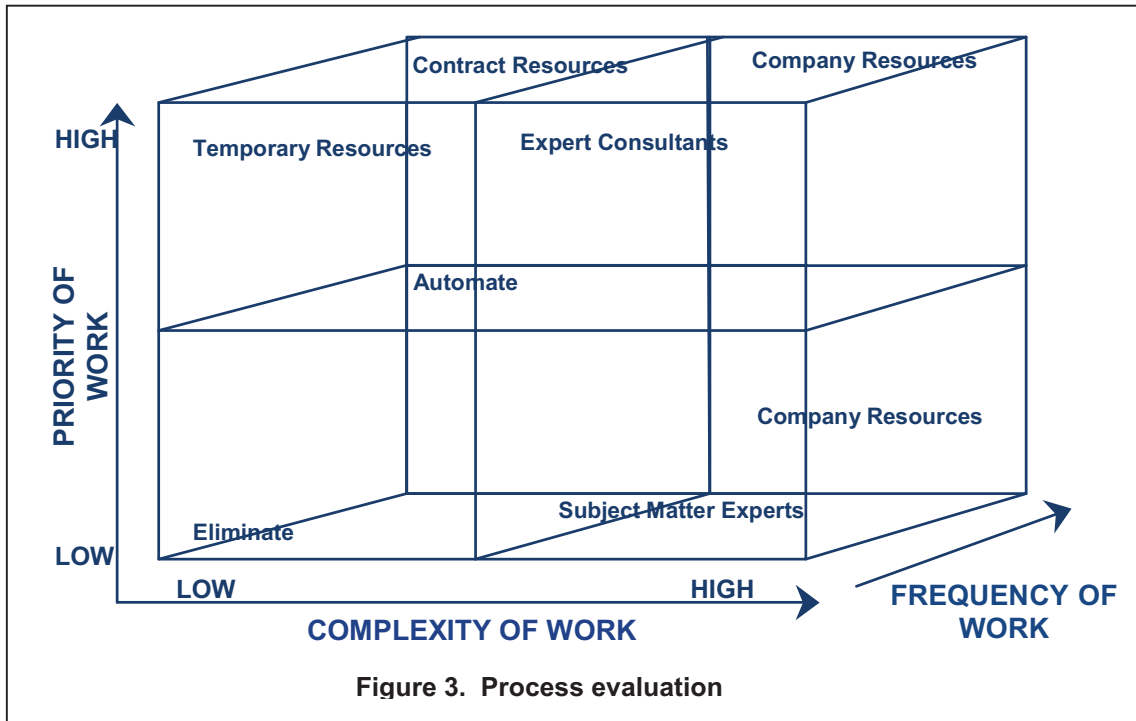 Contract Resources
Company Resources
HIGH
Temporary Resources
Expert Consultants
Automate
PRIORITY OF
WORK
Company Resources
Subject Matter Experts
Eliminate
LOW
LOW
HIGH
COMPLEXITY OF WORK
FREQUENCY OF
WORK
Figure 3. Process evaluation